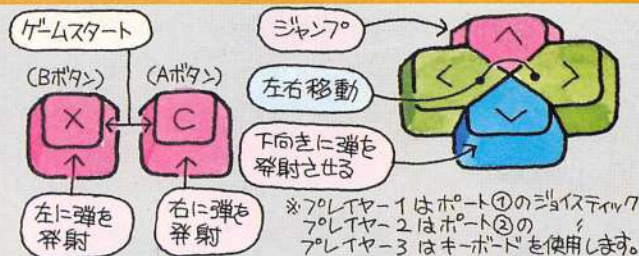 ゲームスタート
(Bボタン)
(Aボタン)
X
C
左に弾を
発射
右に弾を
発射
ジャンプ
左右移動
下向きに弾を
発射させる
※プレイヤー1はポート①のジョイスティック
プレイヤー2はポート②の 〃
プレイヤー3はキーボードを使用します。